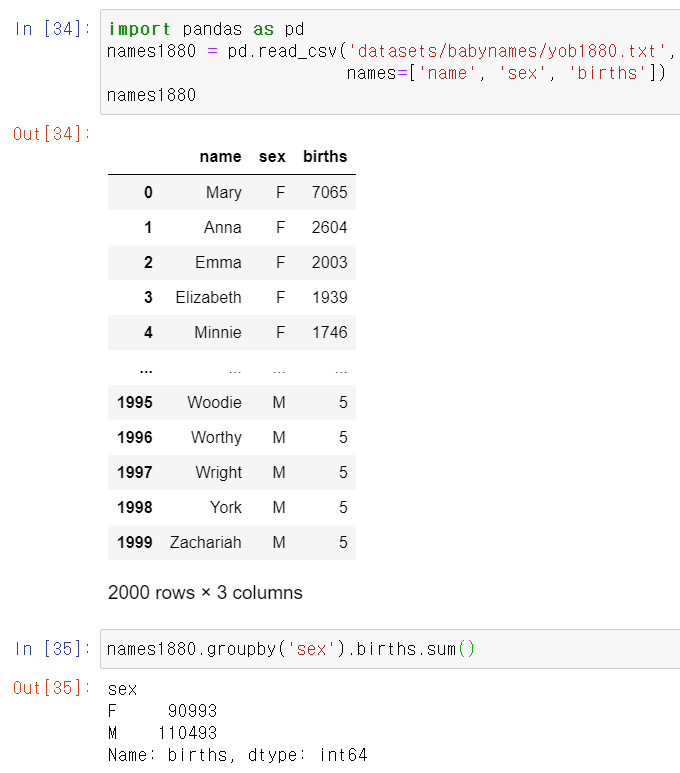 In [34]: import pandas as pd
names1880 = pd.read_csv('datasets/babynames/yob1880.txt',
names=['name', 'sex', 'births'])
names1880
Out[34]:
name sex births
0 Mary F 7065
1 Anna F 2604
2 Emma F 2003
3 Elizabeth F 1939
4 Minnie F 1746
... ... ... ...
1995 Woodie M 5
1996 Worthy M 5
1997 Wright M 5
1998 York M 5
1999 Zachariah M 5
2000 rows × 3 columns
In [35]: names1880.groupby('sex').births.sum()
Out[35]: sex
F 90993
M 110493
Name: births, dtype: int64